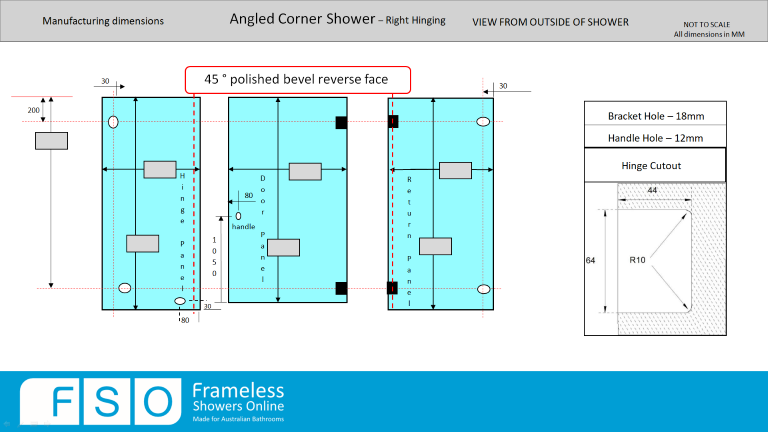 Manufacturing dimensions
Angled Corner Shower – Right Hinging
VIEW FROM OUTSIDE OF SHOWER
NOT TO SCALE
All dimensions in MM
45 ° polished bevel reverse face
30
30
200
Hinge Panel
Door Panel
Return Panel
80
handle
1050
30
80
Bracket Hole – 18mm
Handle Hole – 12mm
Hinge Cutout
44
64
R10
FSO
Frameless
Showers Online
Made for Australian Bathrooms